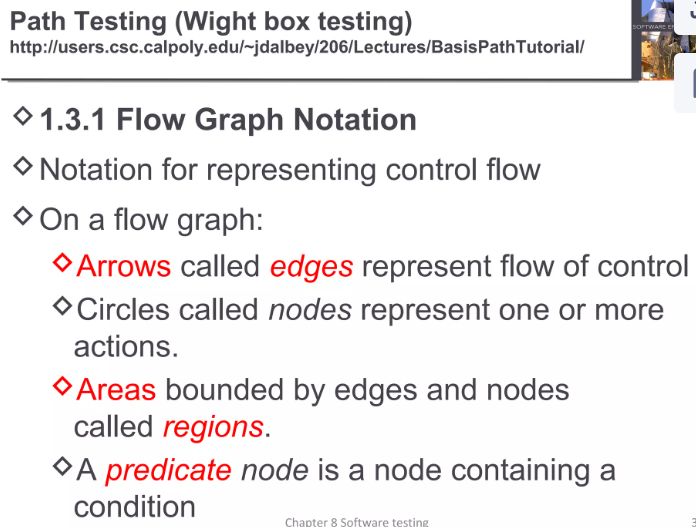 Path Testing (Wight box testing)
http://users.csc.calpoly.edu/~jdalbey/206/Lectures/BasisPathTutorial/
SOFTWARE
1.3.1 Flow Graph Notation
Notation for representing control flow
On a flow graph:
Arrows called edges represent flow of control
Circles called nodes represent one or more
actions.
Areas bounded by edges and nodes
called regions.
A predicate node is a node containing a
condition
Chapter 8 Software testing